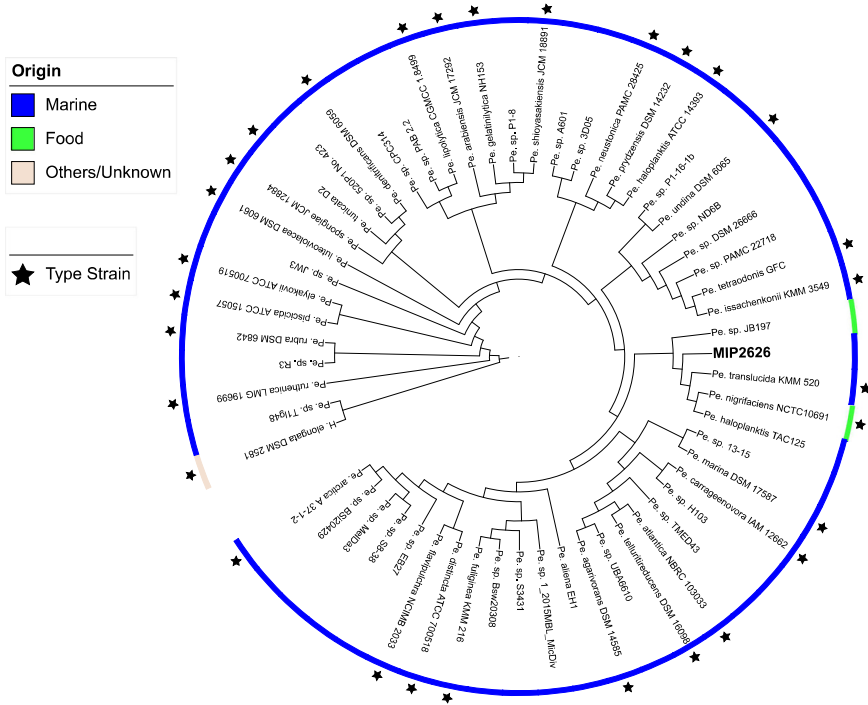 Origin
Marine
Food
Others/Unknown
Type Strain
Pe. shioyasakiensis JCM 18891
Pe. sp. A601
Pe. sp. 3D05
Pe. neustonica PAMC 28425
Pe. prydzensis DSM 14232
Pe. haloplanktis ATCC 14393
Pe. sp. P1-16-1b
Pe. undina DSM 6065
Pe. sp. ND6B
Pe. sp. DSM 26666
Pe. sp. PAMC 22718
Pe. tetraodonis GFC
Pe. issachenkonii KMM 3549
Pe. sp. JB197
MIP2626
Pe. translucida KMM 520
Pe. nigrifaciens NCTC10691
Pe. haloplanktis TAC125
Pe. sp. 13-15
Pe. marina DSM 17587
Pe. carrageenovora IAM 12662
Pe. sp. H103
Pe. sp. TMED43
Pe. atlantica NBRC 103033
Pe. telluritireducens DSM 16098
Pe. sp. UBA6610
Pe. agarivorans DSM 14585
Pe. aliena EH1
Pe. sp. 1_2015MBL_MicDiv
Pe. sp. S3431
Pe. sp. Bsw20308
Pe. fuliginea KMM 216
Pe. distincta ATCC 700518
Pe. flavipulchra NCIMB 2033
Pe. sp. EB27
Pe. sp. S8-38
Pe. sp. MelDa3
Pe. sp. BSi20429
Pe. arctica A 37-1-2
H. elongata DSM 2581
Pe. sp. T1lg48
Pe. ruthenica LMG 19699
Pe. sp. R3
Pe. rubra DSM 6842
Pe. piscicida ATCC 15057
Pe. elyakovii ATCC 700519
Pe. sp. JW3
Pe. luteoviolacea DSM 6061
Pe. spongiae JCM 12884
Pe. tunicata D2
Pe. sp. 520P1 No. 423
Pe. denitrificans DSM 6059
Pe. sp. CPC314
Pe. sp. PAB 2.2
Pe. lipolytica CGMCC 1.8499
Pe. arabiensis JCM 17292
Pe. gelatinilytica NH153
Pe. sp. P1-8